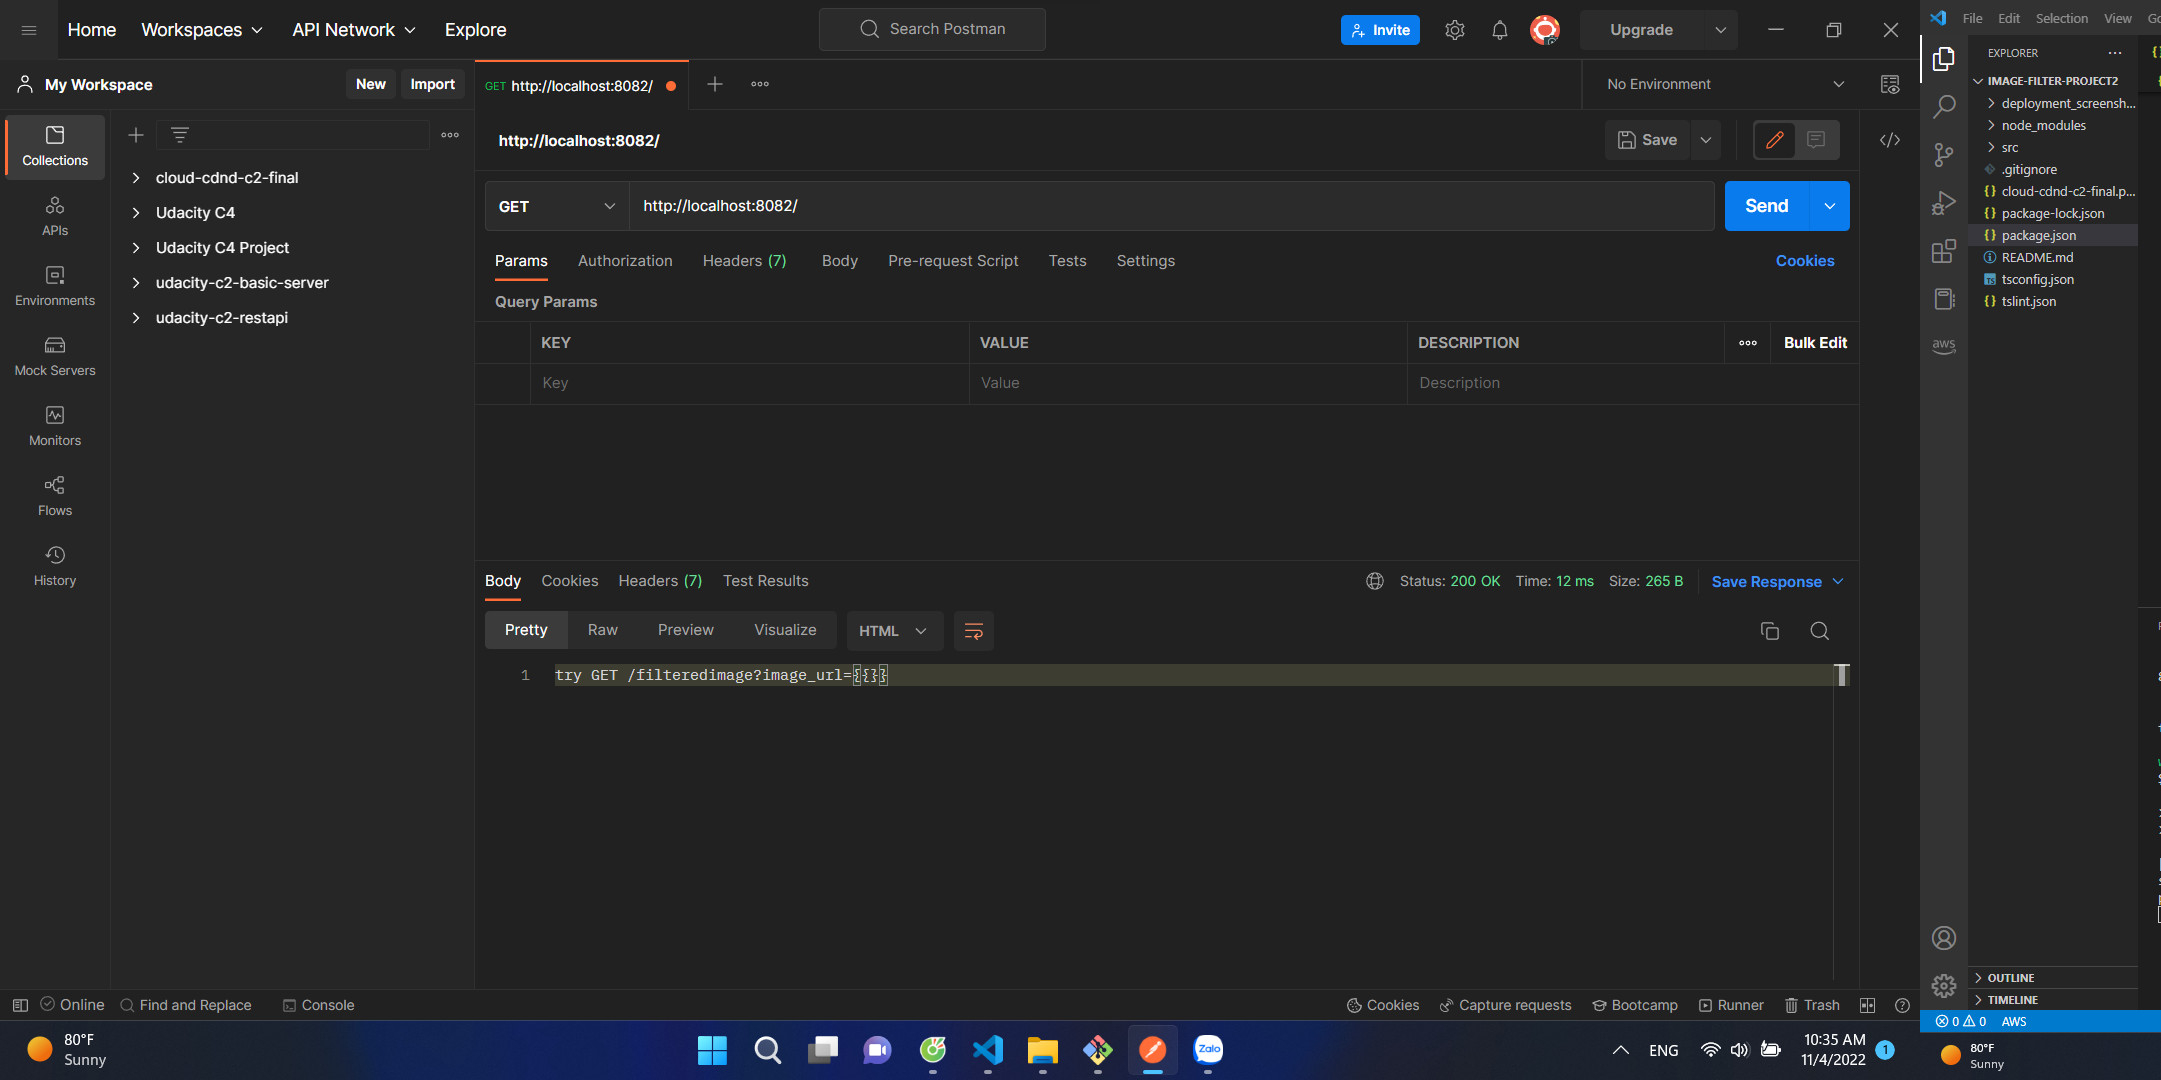 Home Workspaces API Network Explore
Search Postman
Invite
Upgrade
My Workspace New Import
GET http://localhost:8082/
No Environment
http://localhost:8082/
Save
Collections
APIs
Environments
Mock Servers
Monitors
Flows
History
cloud-cdnd-c2-final
Udacity C4
Udacity C4 Project
udacity-c2-basic-server
udacity-c2-restapi
GET http://localhost:8082/ Send
Params Authorization Headers (7) Body Pre-request Script Tests Settings Cookies
Query Params
KEY VALUE DESCRIPTION Bulk Edit
Key Value Description
Body Cookies Headers (7) Test Results Status: 200 OK Time: 12 ms Size: 265 B Save Response
Pretty Raw Preview Visualize HTML
1 try GET /filteredimage?image_url={{}}
Online Find and Replace Console Cookies Capture requests Bootcamp Runner Trash
File Edit Selection View
EXPLORER
IMAGE-FILTER-PROJECT2
deployment_screensh...
node_modules
src
.gitignore
cloud-cdnd-c2-final.p...
package-lock.json
package.json
README.md
tsconfig.json
tslint.json
aws
OUTLINE
TIMELINE
0 0 AWS
80°F
Sunny
Zalo
ENG
10:35 AM
11/4/2022
1
80°F
Sunny